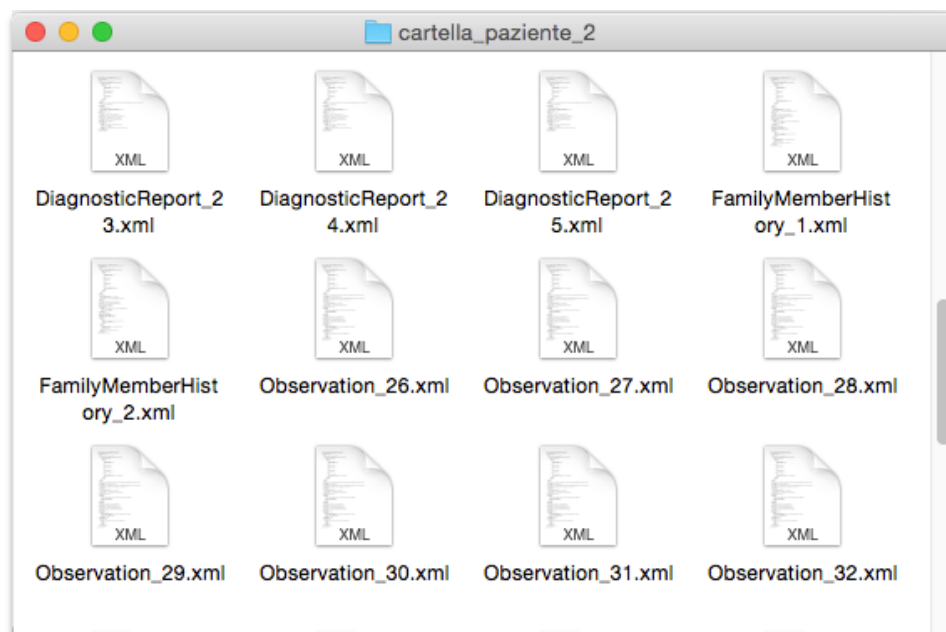 cartella_paziente_2
XML
XML
XML
XML
DiagnosticReport_2
3.xml
DiagnosticReport_2
4.xml
DiagnosticReport_2
5.xml
FamilyMemberHist
ory_1.xml
XML
XML
XML
XML
FamilyMemberHist
ory_2.xml
Observation_26.xml
Observation_27.xml
Observation_28.xml
XML
XML
XML
XML
Observation_29.xml
Observation_30.xml
Observation_31.xml
Observation_32.xml